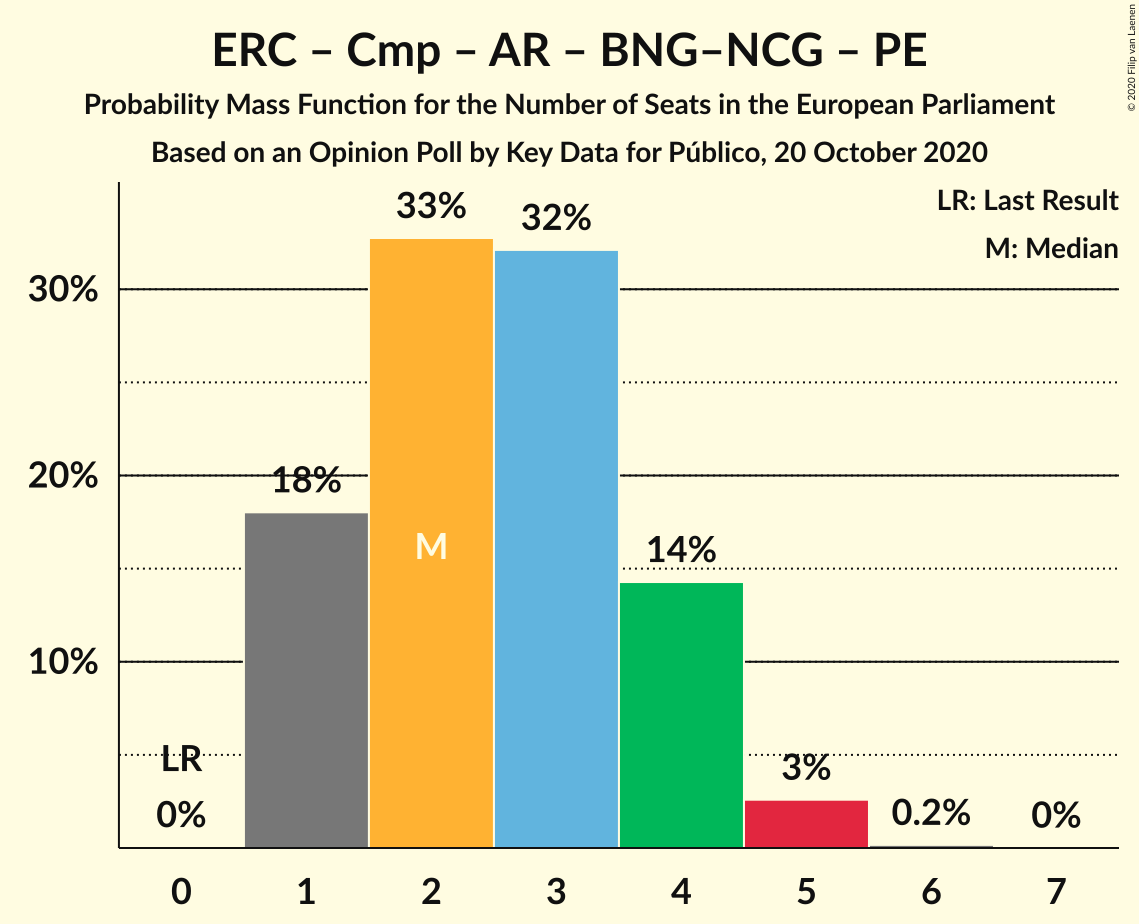 ERC – Cmp – AR – BNG–NCG – PE
Probability Mass Function for the Number of Seats in the European Parliament
Based on an Opinion Poll by Key Data for Público, 20 October 2020
© 2020 Filip van Laenen
LR: Last Result
M: Median
33%
32%
30%
20%
18%
M
14%
10%
LR
3%
0%
0.2%
0%
0 1 2 3 4 5 6 7